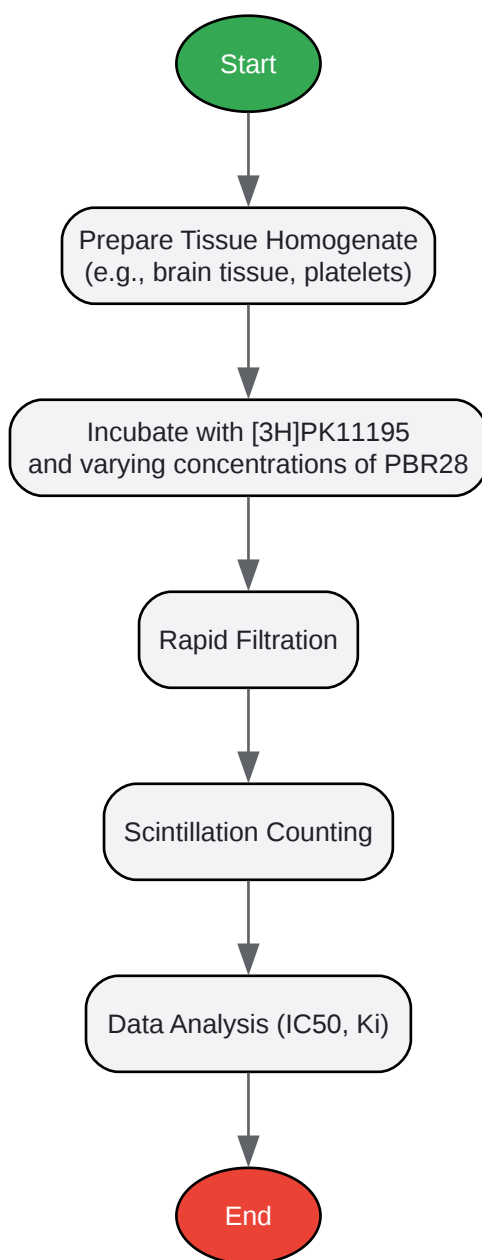 Start
Prepare Tissue Homogenate
(e.g., brain tissue, platelets)
Incubate with [3H]PK11195
and varying concentrations of PBR28
Rapid Filtration
Scintillation Counting
Data Analysis (IC50, Ki)
End